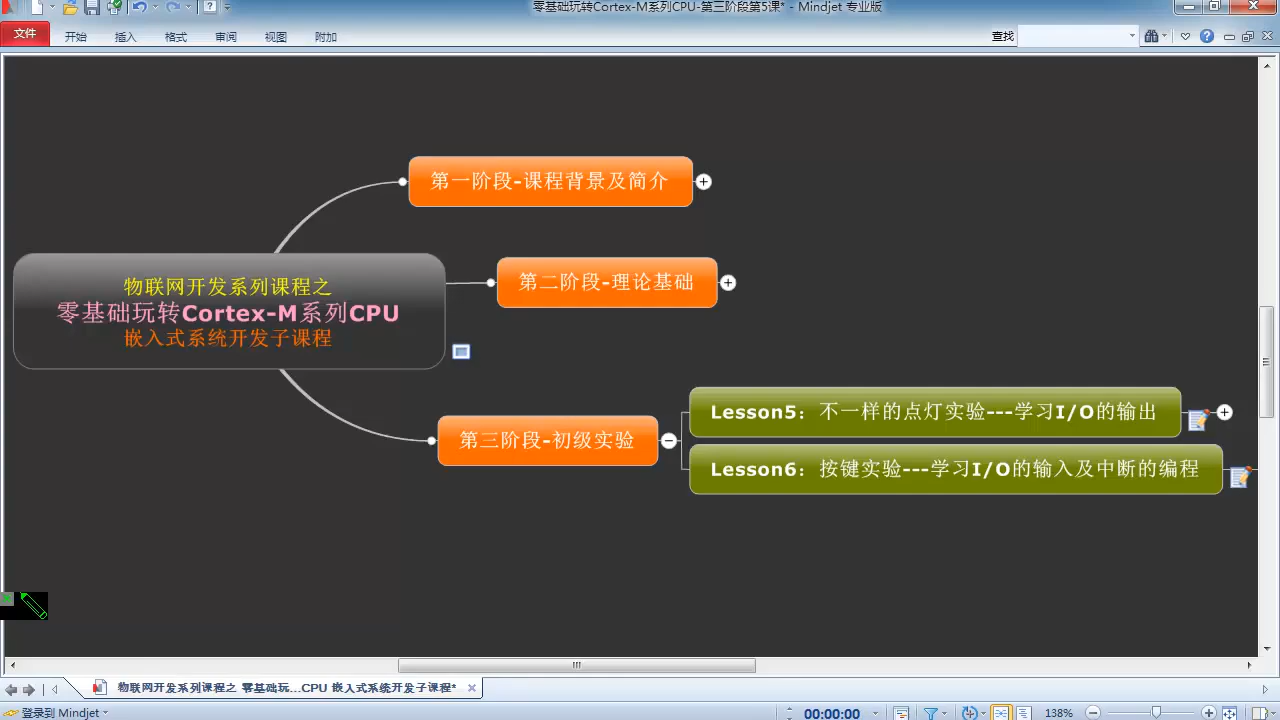 零基础玩转Cortex-M系列CPU-第三阶段第5课* - Mindjet 专业版
文件 开始 插入 格式 审阅 视图 附加 查找
第一阶段-课程背景及简介
第二阶段-理论基础
物联网开发系列课程之
零基础玩转Cortex-M系列CPU
嵌入式系统开发子课程
第三阶段-初级实验
Lesson5：不一样的点灯实验---学习I/O的输出
Lesson6：按键实验---学习I/O的输入及中断的编程
物联网开发系列课程之 零基础玩...CPU 嵌入式系统开发子课程*
登录到 Mindjet 00:00:00 138%